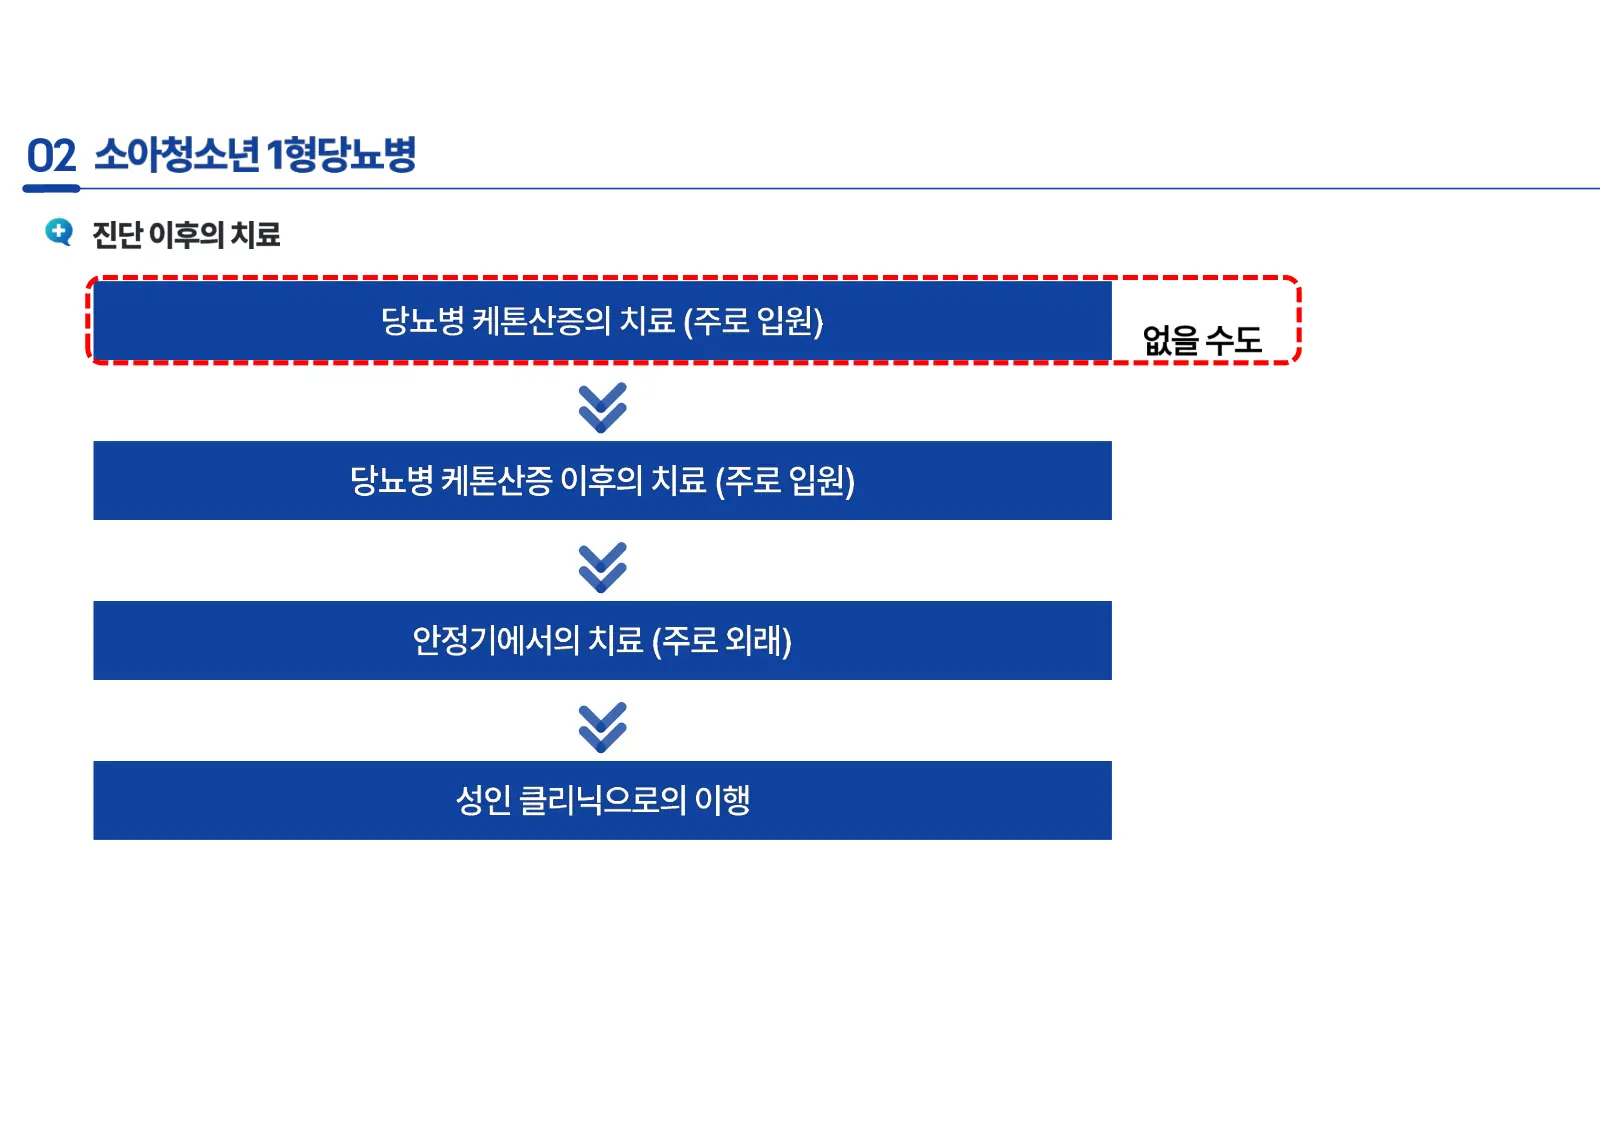 02 소아청소년 1형당뇨병
진단 이후의 치료
당뇨병 케톤산증의 치료 (주로 입원)
없을 수도
당뇨병 케톤산증 이후의 치료 (주로 입원)
안정기에서의 치료 (주로 외래)
성인 클리닉으로의 이행